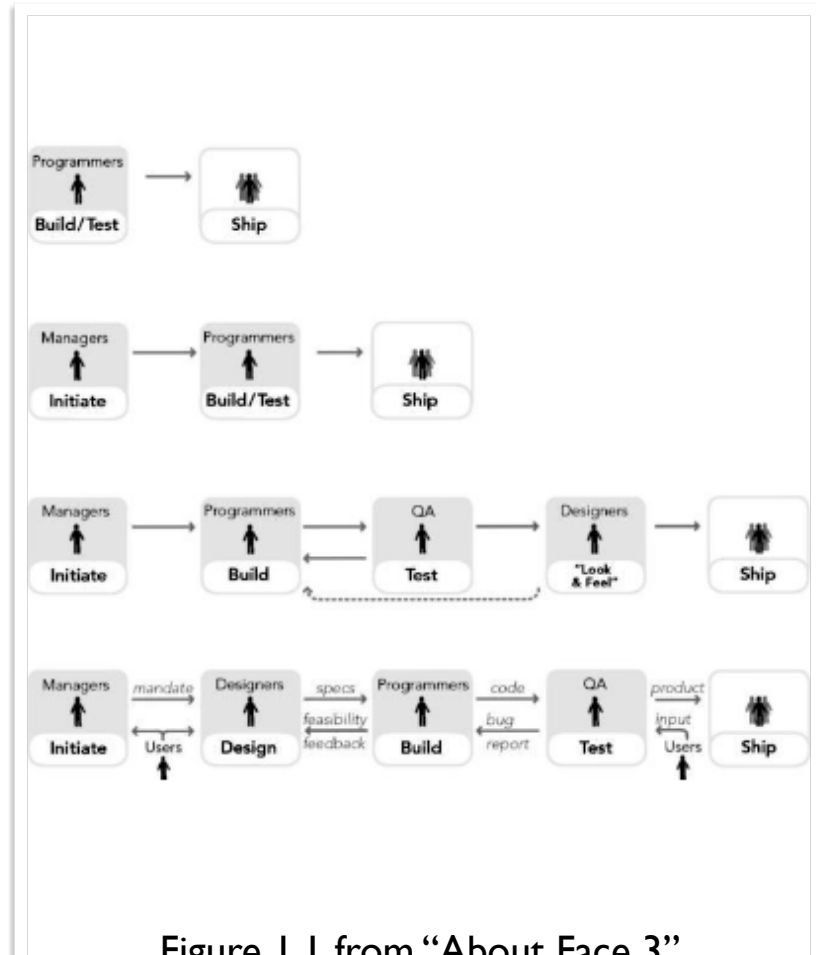 Programmers
Build/Test
Ship
Managers
Initiate
Programmers
Build/Test
Ship
Managers
Initiate
Programmers
Build
QA
Test
Designers
"Look
& Feel"
Ship
Managers
Initiate
mandate
Users
Designers
Design
specs
feasibility
feedback
Programmers
Build
code
bug
report
QA
Test
product
input
Users
Ship
Figure 1.1 from “About Face 3”